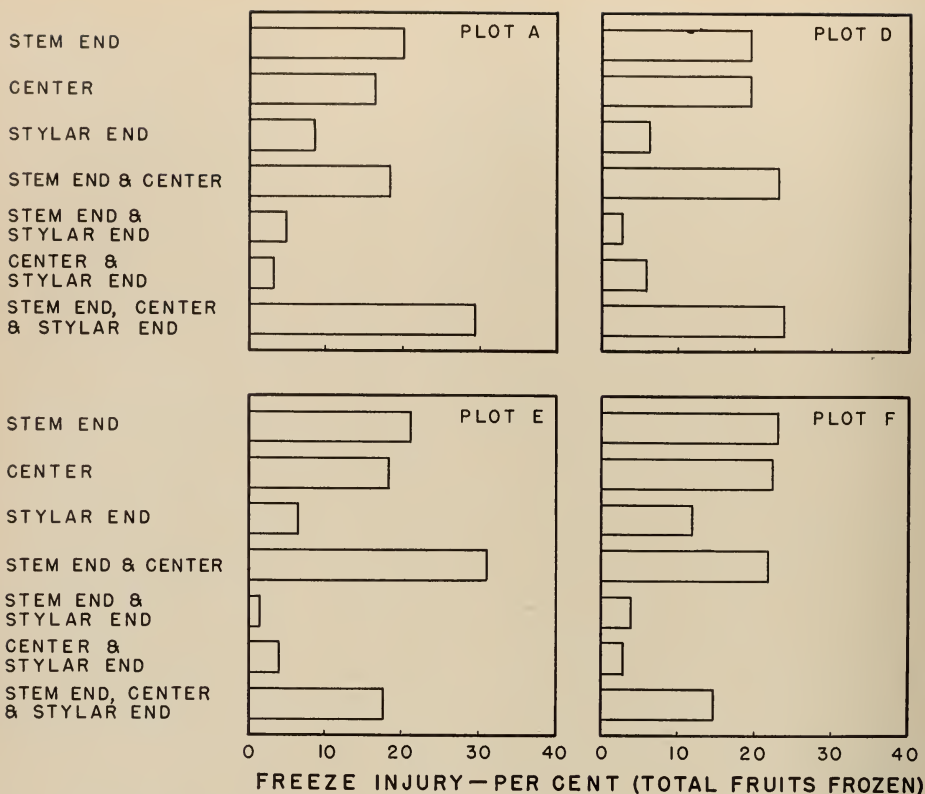 PLOT A
PLOT D
STEM END
CENTER
STYLAR END
STEM END & CENTER
STEM END &
STYLAR END
CENTER &
STYLAR END
STEM END, CENTER
& STYLAR END
PLOT E
PLOT F
STEM END
CENTER
STYLAR END
STEM END & CENTER
STEM END &
STYLAR END
CENTER &
STYLAR END
STEM END, CENTER
& STYLAR END
0 10 20 30 40 0 10 20 30 40
FREEZE INJURY—PER CENT (TOTAL FRUITS FROZEN)